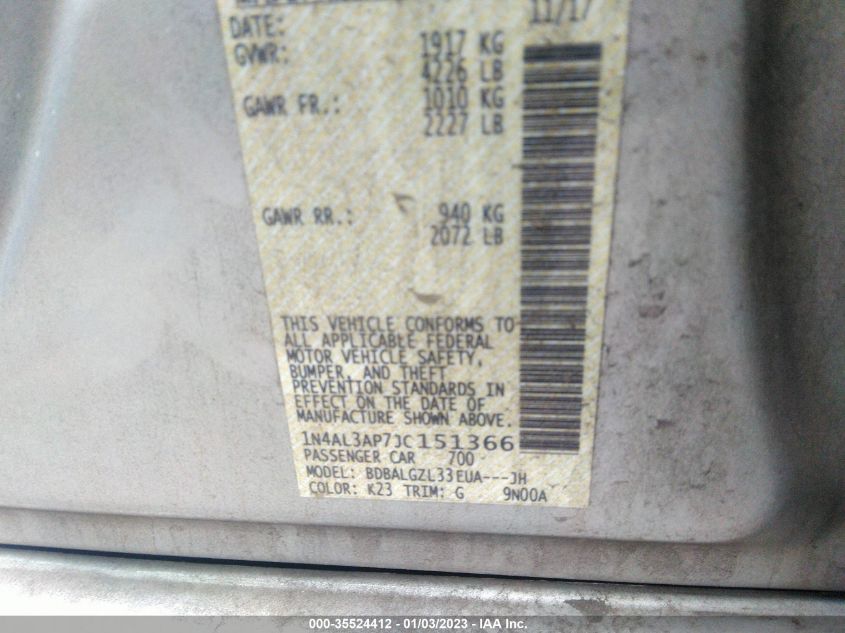 DATE: 11/17
GVWR: 1917 KG
4226 LB
GAWR FR.: 1010 KG
2227 LB
GAWR RR.: 940 KG
2072 LB
THIS VEHICLE CONFORMS TO
ALL APPLICABLE FEDERAL
MOTOR VEHICLE SAFETY,
BUMPER, AND THEFT
PREVENTION STANDARDS IN
EFFECT ON THE DATE OF
MANUFACTURE SHOWN ABOVE.
1N4AL3AP7JC151366
PASSENGER CAR 700
MODEL: BDBALGZL33EUA---JH
COLOR: K23 TRIM: G 9N00A
000-35524412 - 01/03/2023 - IAA Inc.